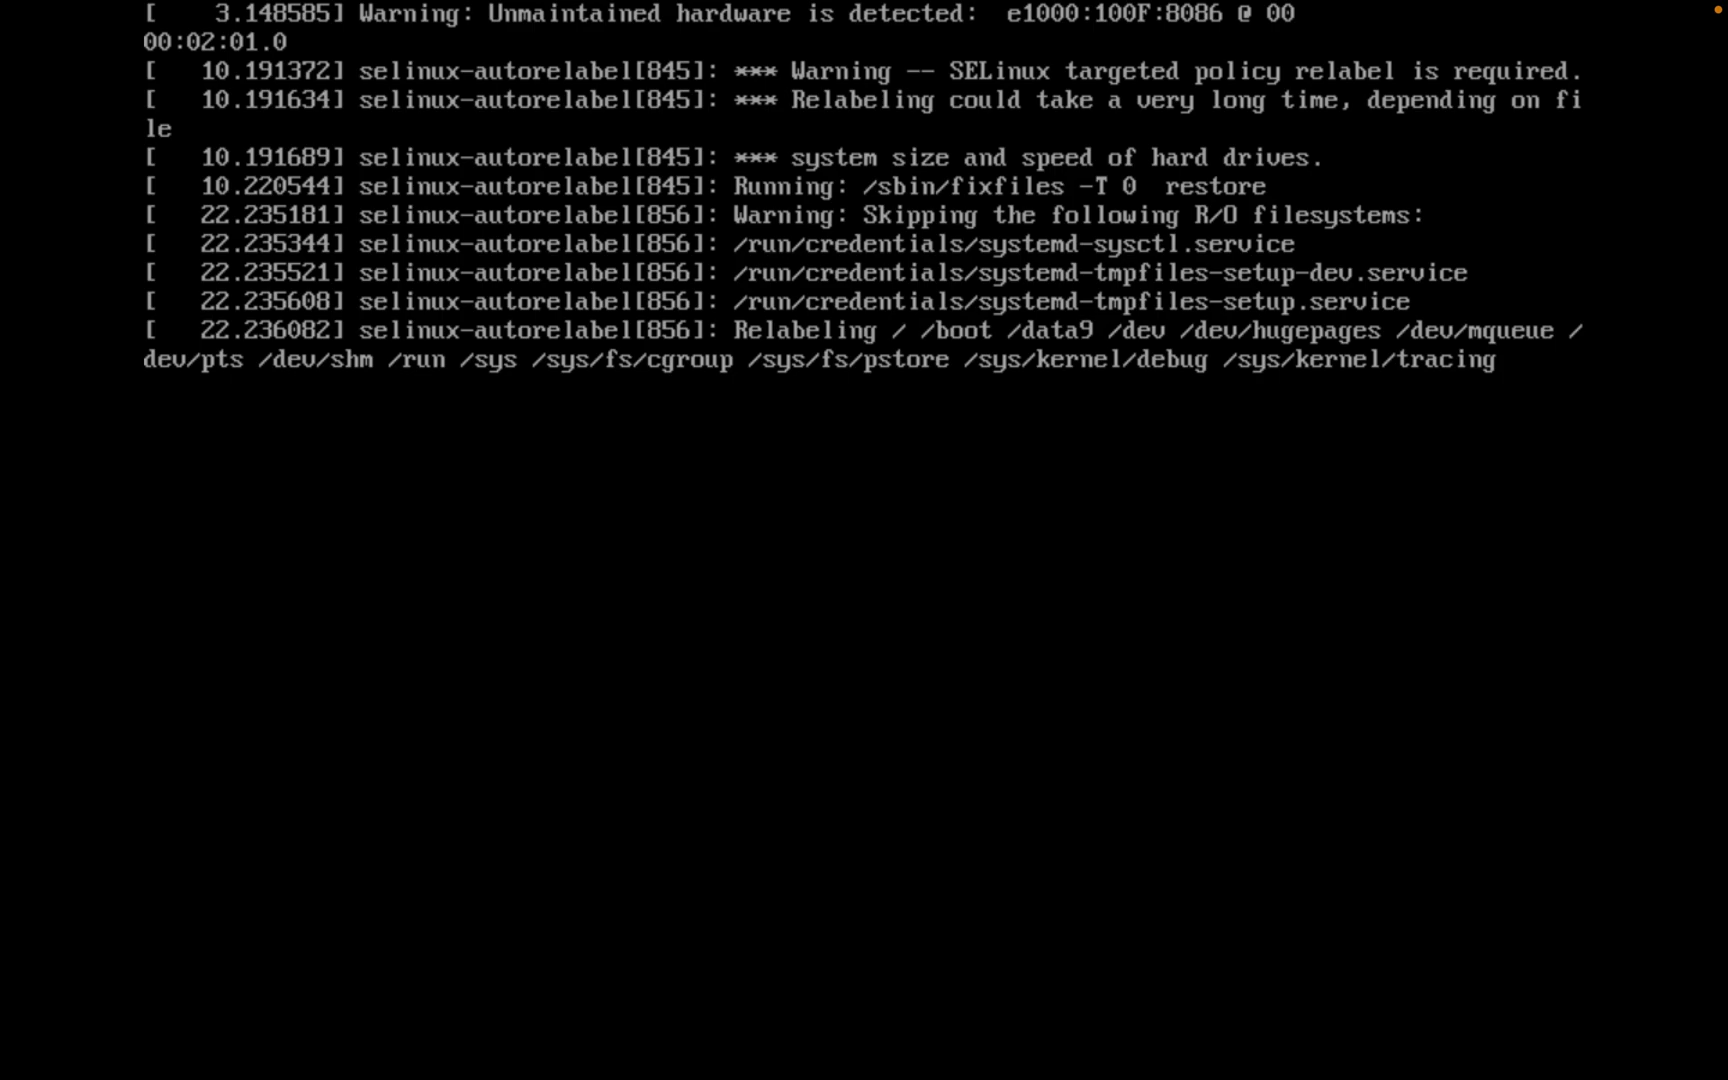 [    3.148585] Warning: Unmaintained hardware is detected:  e1000:100F:8086 @ 00
00:02:01.0
[   10.191372] selinux-autorelabel[845]: *** Warning -- SELinux targeted policy relabel is required.
[   10.191634] selinux-autorelabel[845]: *** Relabeling could take a very long time, depending on fi
le
[   10.191689] selinux-autorelabel[845]: *** system size and speed of hard drives.
[   10.220544] selinux-autorelabel[845]: Running: /sbin/fixfiles -T 0  restore
[   22.235181] selinux-autorelabel[856]: Warning: Skipping the following R/O filesystems:
[   22.235344] selinux-autorelabel[856]: /run/credentials/systemd-sysctl.service
[   22.235521] selinux-autorelabel[856]: /run/credentials/systemd-tmpfiles-setup-dev.service
[   22.235608] selinux-autorelabel[856]: /run/credentials/systemd-tmpfiles-setup.service
[   22.236082] selinux-autorelabel[856]: Relabeling / /boot /data9 /dev /dev/hugepages /dev/mqueue /
dev/pts /dev/shm /run /sys /sys/fs/cgroup /sys/fs/pstore /sys/kernel/debug /sys/kernel/tracing